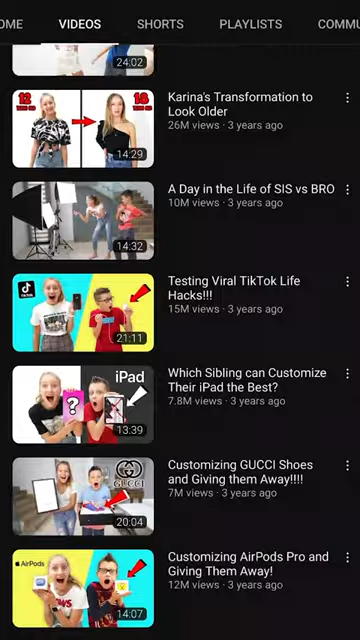 OME VIDEOS SHORTS PLAYLISTS COMMU
24:02
12
18
14:29
Karina's Transformation to
Look Older
26M views · 3 years ago
14:32
A Day in the Life of SIS vs BRO
10M views · 3 years ago
TikTok
21:11
Testing Viral TikTok Life
Hacks!!!
15M views · 3 years ago
iPad
?
13:39
Which Sibling can Customize
Their iPad the Best?
7.8M views · 3 years ago
GUCCI
20:04
Customizing GUCCI Shoes
and Giving them Away!!!!
7M views · 3 years ago
AirPods
14:07
Customizing AirPods Pro and
Giving Them Away!
12M views · 3 years ago